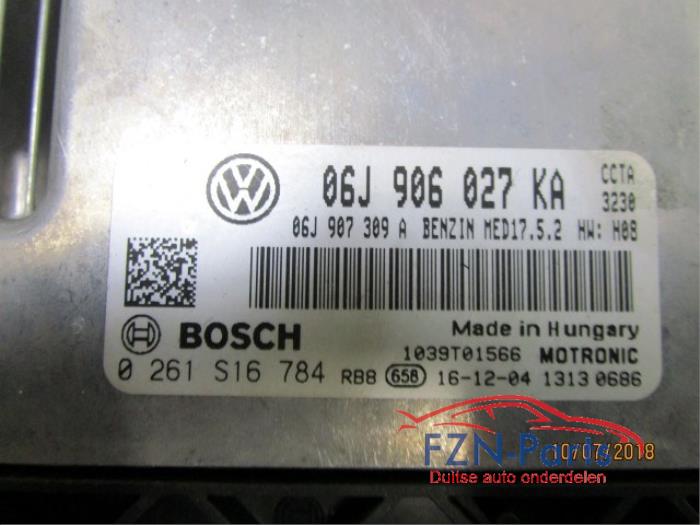 06J 906 027 KA CCTA
3230
06J 907 309 A BENZIN MED17.5.2 HW: H08
BOSCH Made in Hungary
1039T01566 MOTRONIC
0 261 S16 784 RB8 658 16-12-04 1313 0686
FZN-Parts
10/07/2018
Duitse auto onderdelen